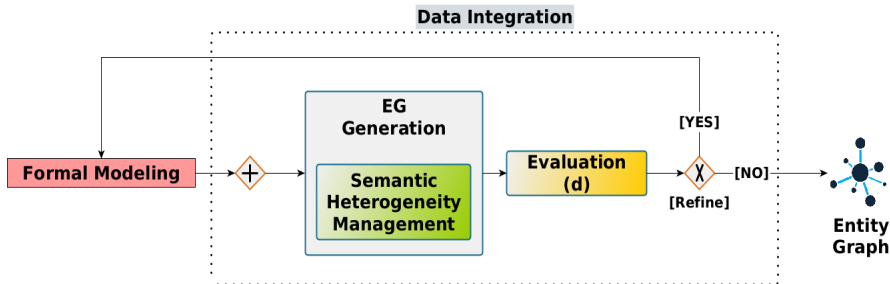 Data Integration
EG
Generation
[YES]
Formal Modeling
Semantic
Heterogeneity
Management
Evaluation
(d)
[NO]
[Refine]
Entity
Graph